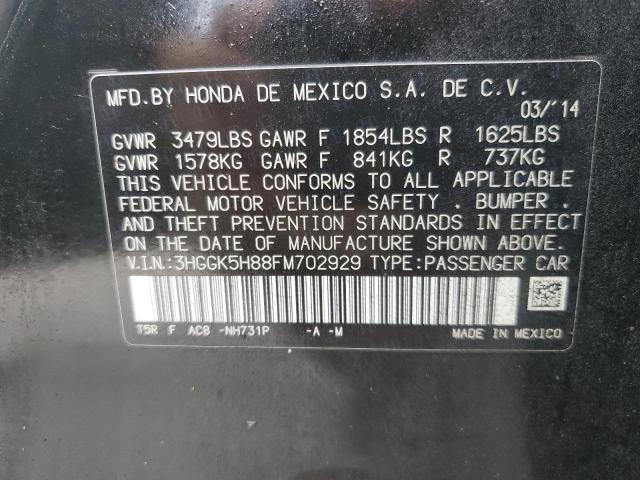 MFD.BY HONDA DE MEXICO S.A. DE C.V.
03/'14
GVWR 3479LBS GAWR F 1854LBS R 1625LBS
GVWR 1578KG GAWR F 841KG R 737KG
THIS VEHICLE CONFORMS TO ALL APPLICABLE
FEDERAL MOTOR VEHICLE SAFETY . BUMPER .
AND THEFT PREVENTION STANDARDS IN EFFECT
ON THE DATE OF MANUFACTURE SHOWN ABOVE.
V.I.N.:3HGGK5H88FM702929 TYPE:PASSENGER CAR
T5R F AC8 -NH731P -A -M
MADE IN MEXICO